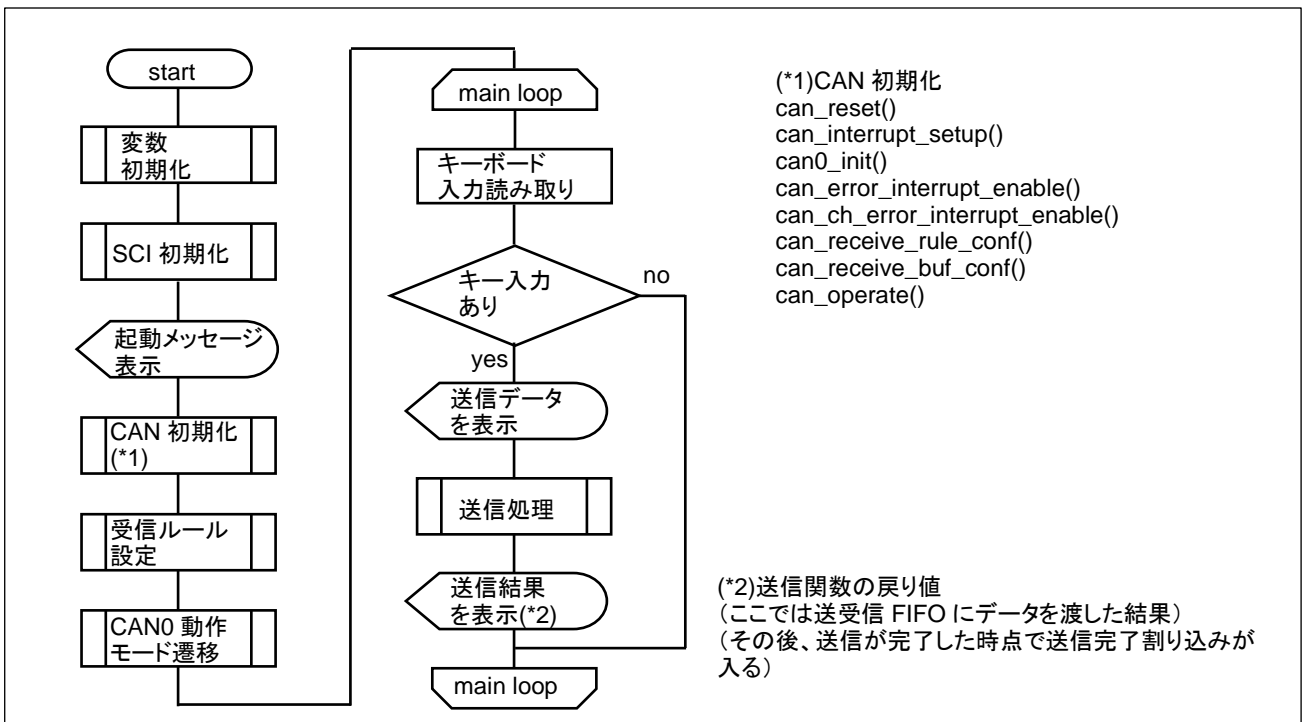 start
変数
初期化
SCI 初期化
起動メッセージ
表示
CAN 初期化
(*1)
受信ルール
設定
CAN0 動作
モード遷移
main loop
キーボード
入力読み取り
キー入力
あり
no
yes
送信データ
を表示
送信処理
送信結果
を表示(*2)
main loop
(*1)CAN 初期化
can_reset()
can_interrupt_setup()
can0_init()
can_error_interrupt_enable()
can_ch_error_interrupt_enable()
can_receive_rule_conf()
can_receive_buf_conf()
can_operate()
(*2)送信関数の戻り値
（ここでは送受信 FIFO にデータを渡した結果）
（その後、送信が完了した時点で送信完了割り込みが
入る）